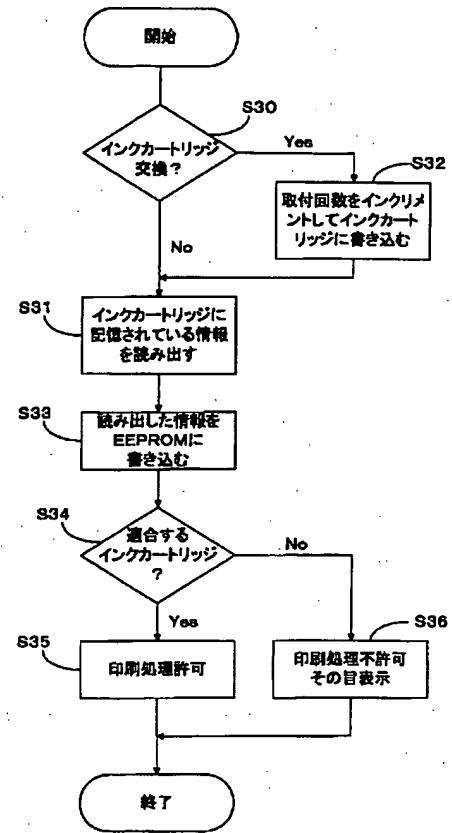 開始
S30
インクカートリッジ
交換?
Yes
S32
取付回数をインクリメ
ントしてインクカート
リッジに書き込む
No
S31
インクカートリッジに
記憶されている情報
を読み出す
S33
読み出した情報を
EEPROMに
書き込む
S34
適合する
インクカートリッジ
?
No
Yes
S35
印刷処理許可
S36
印刷処理不許可
その旨表示
終了